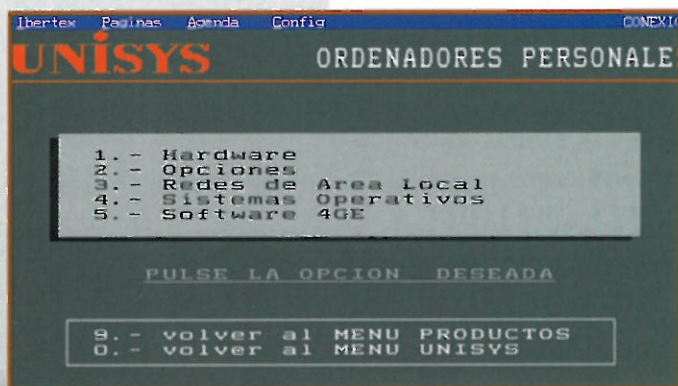 Ibertex Paginas Agenda Config CONEXIO
UNISYS ORDENADORES PERSONALE
1.- Hardware
2.- Opciones
3.- Redes de Area Local
4.- Sistemas Operativos
5.- Software 4GE
PULSE LA OPCION DESEADA
9.- volver al MENU PRODUCTOS
0.- volver al MENU UNISYS